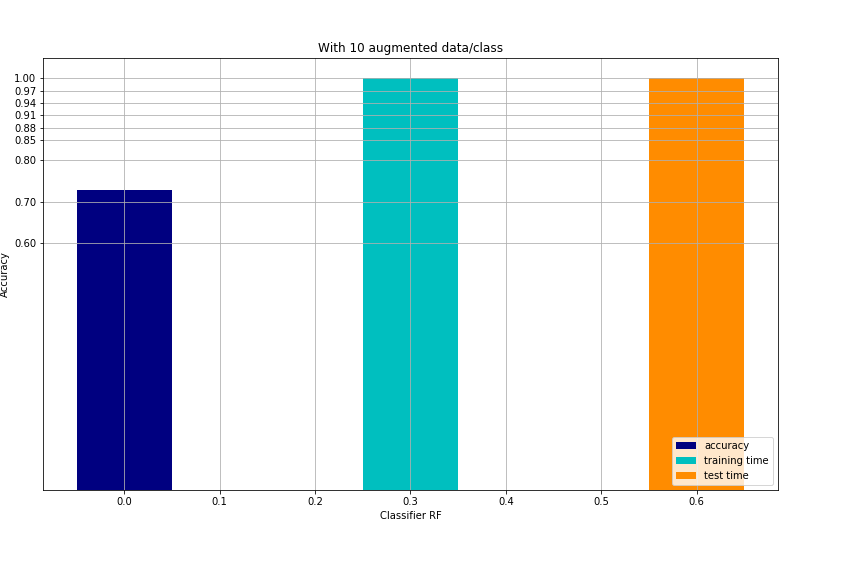 With 10 augmented data/class
1.00
0.97
0.94
0.91
0.88
0.85
0.80
0.70
0.60
Accuracy
accuracy
training time
test time
0.0 0.1 0.2 0.3 0.4 0.5 0.6
Classifier RF